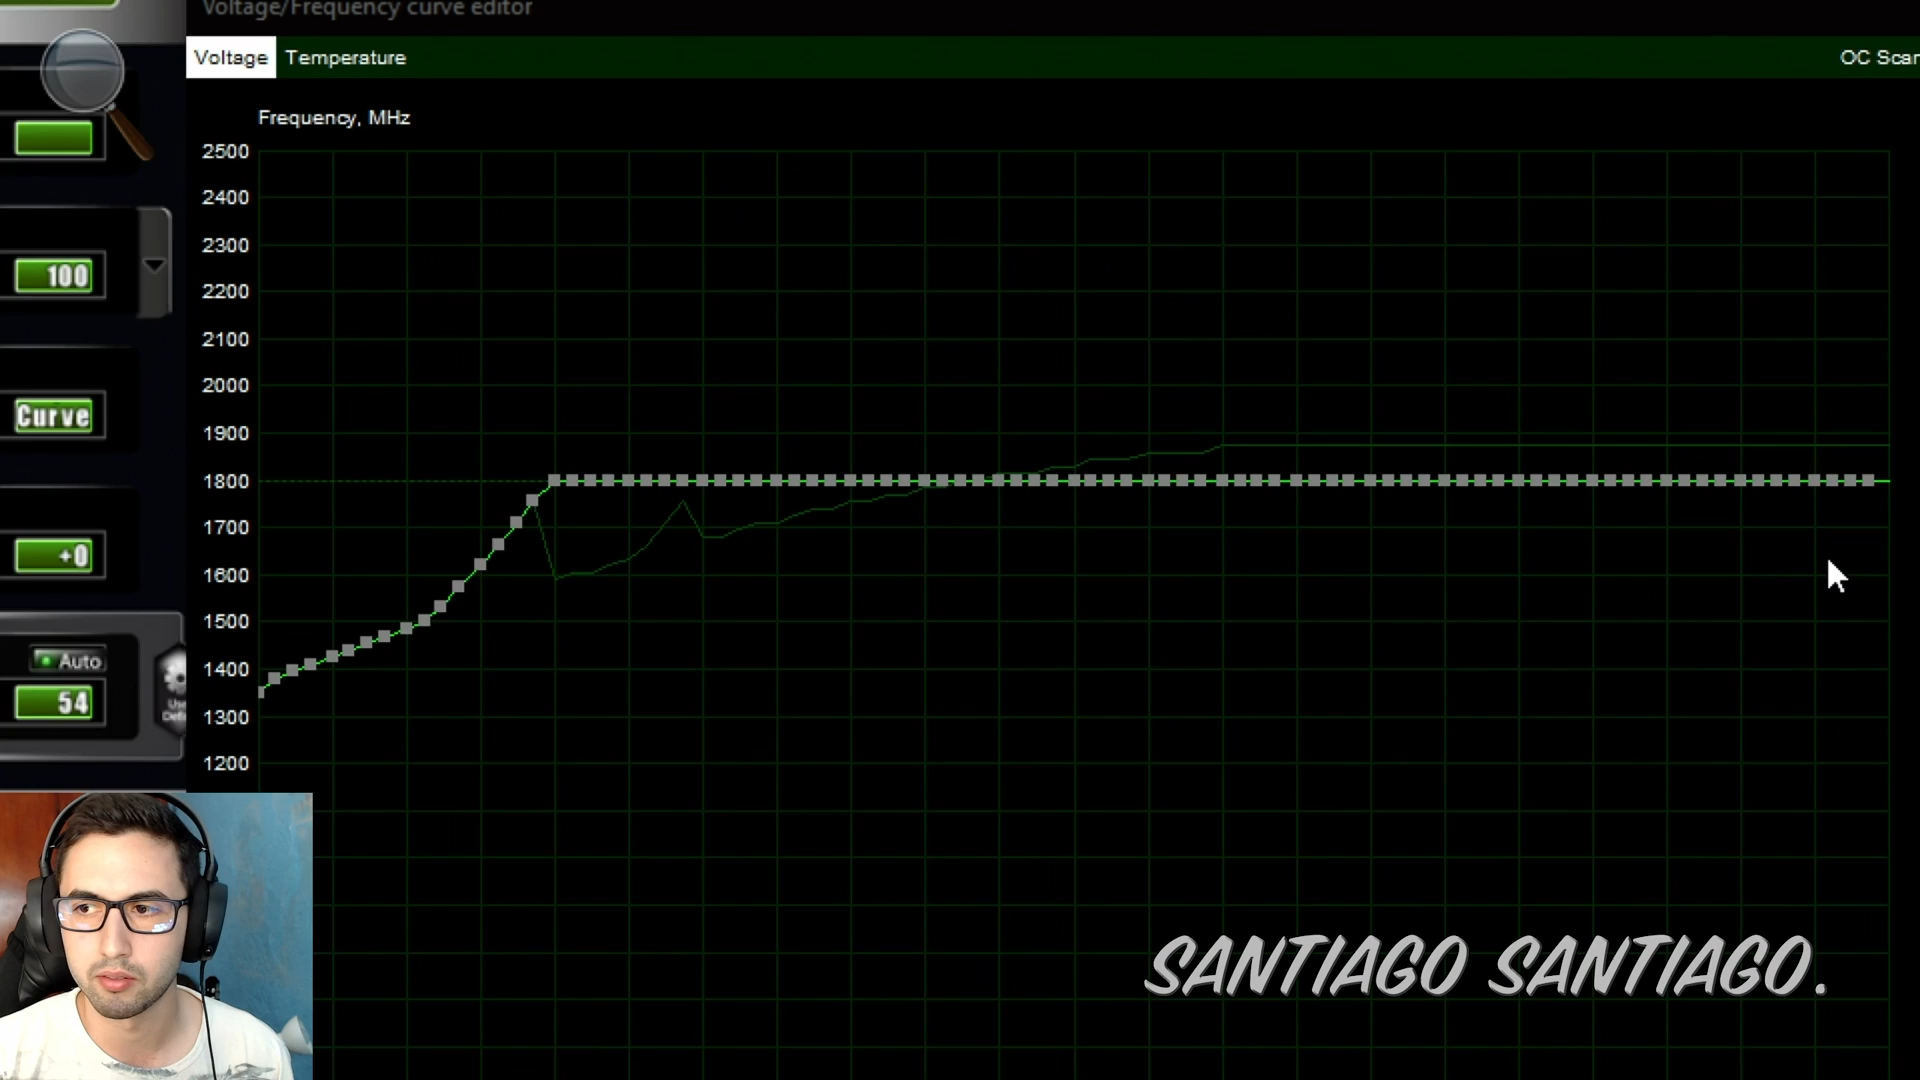 Voltage/Frequency curve editor
Voltage Temperature OC Scan
Frequency, MHz
2500
2400
2300
2200
2100
2000
1900
1800
1700
1600
1500
1400
1300
1200
100
Curve
+0
Auto
54
SANTIAGO SANTIAGO.